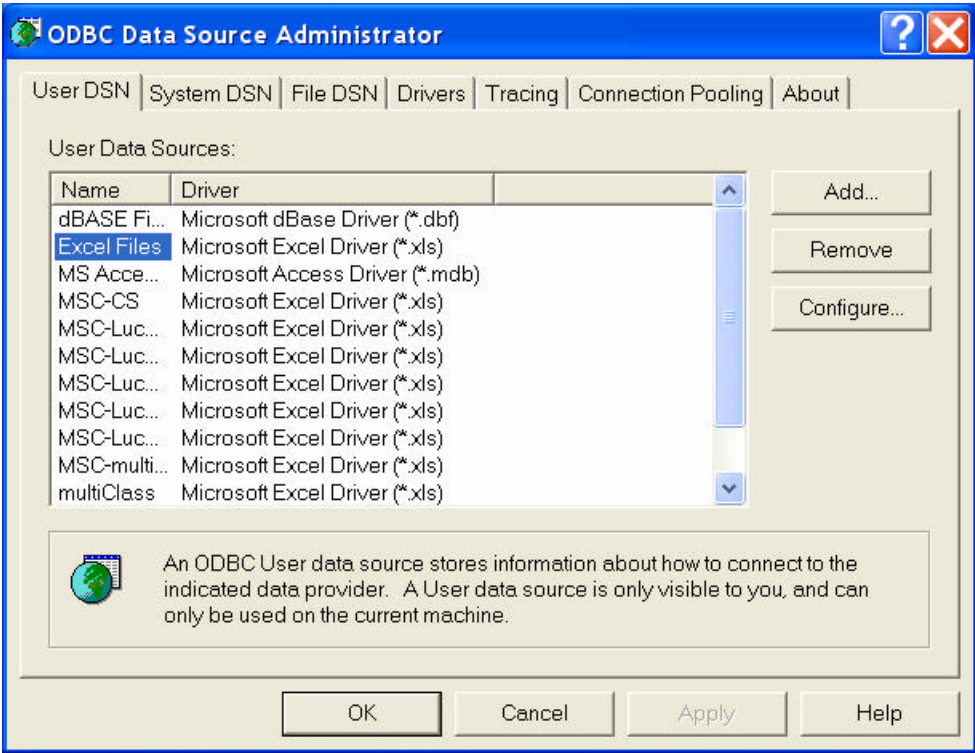 ODBC Data Source Administrator
User DSN System DSN File DSN Drivers Tracing Connection Pooling About
User Data Sources:
Name Driver
dBASE Fi... Microsoft dBase Driver (*.dbf)
Excel Files Microsoft Excel Driver (*.xls)
MS Acce... Microsoft Access Driver (*.mdb)
MSC-CS Microsoft Excel Driver (*.xls)
MSC-Luc... Microsoft Excel Driver (*.xls)
MSC-Luc... Microsoft Excel Driver (*.xls)
MSC-Luc... Microsoft Excel Driver (*.xls)
MSC-Luc... Microsoft Excel Driver (*.xls)
MSC-Luc... Microsoft Excel Driver (*.xls)
MSC-multi... Microsoft Excel Driver (*.xls)
multiClass Microsoft Excel Driver (*.xls)
Add...
Remove
Configure...
An ODBC User data source stores information about how to connect to the
indicated data provider. A User data source is only visible to you, and can
only be used on the current machine.
OK Cancel Apply Help